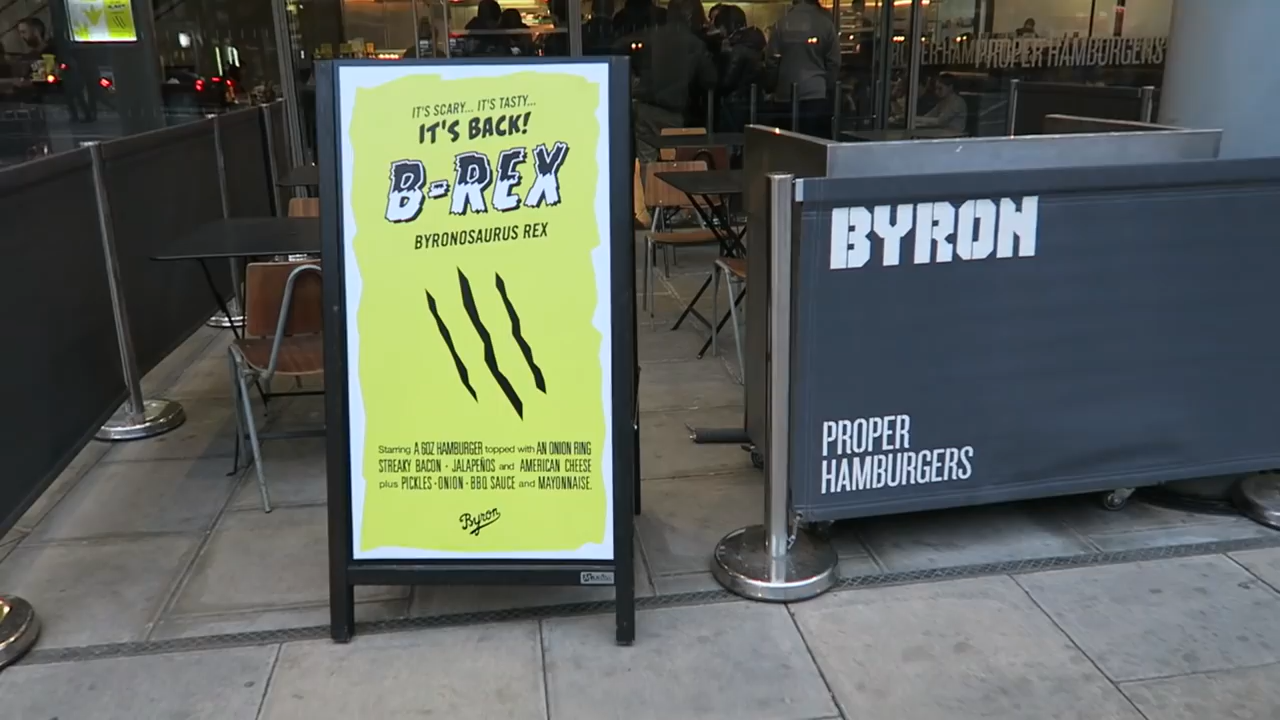 IT'S SCARY... IT'S TASTY...
IT'S BACK!
B-REX
BYRONOSAURUS REX
Starring A 6OZ HAMBURGER topped with AN ONION RING
STREAKY BACON · JALAPEÑOS and AMERICAN CHEESE
plus PICKLES · ONION · BBQ SAUCE and MAYONNAISE.
Byron
BYRON
PROPER
HAMBURGERS
PROPER HAMBURGERS